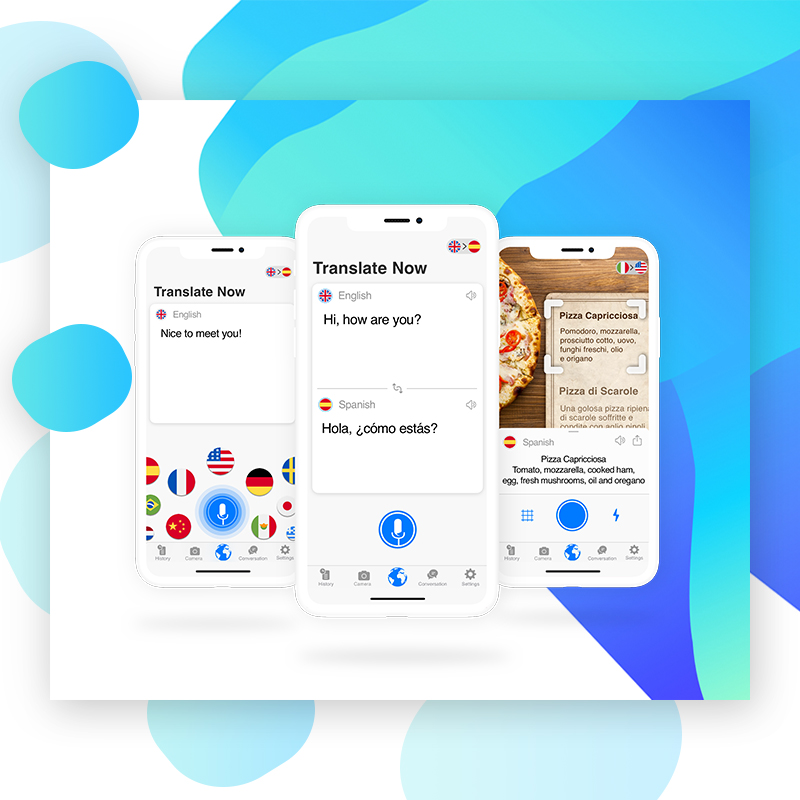 Translate Now
English
Nice to meet you!
History
Camera
Conversation
Settings
Translate Now
English
Hi, how are you?
Spanish
Hola, ¿cómo estás?
History
Camera
Conversation
Settings
Pizza Capricciosa
Pomodoro, mozzarella,
prosciutto cotto, uovo,
funghi freschi, olio
e origano
Pizza di Scarole
Una golosa pizza ripiena
di scarole soffritte e
condite con aglio pinoli
Spanish
Pizza Capricciosa
Tomato, mozzarella, cooked ham,
egg, fresh mushrooms, oil and oregano
History
Camera
Conversation
Settings